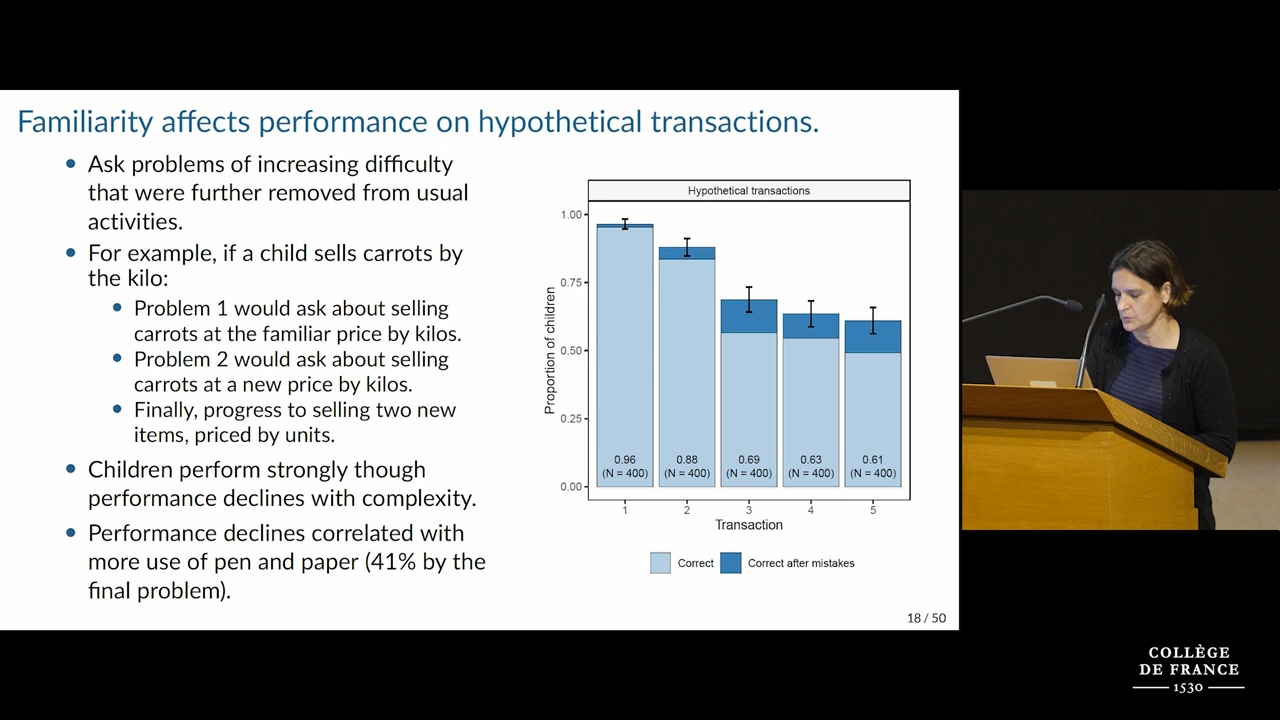 Familiarity affects performance on hypothetical transactions.
Ask problems of increasing difficulty
that were further removed from usual
activities.
For example, if a child sells carrots by
the kilo:
Problem 1 would ask about selling
carrots at the familiar price by kilos.
Problem 2 would ask about selling
carrots at a new price by kilos.
Finally, progress to selling two new
items, priced by units.
Children perform strongly though
performance declines with complexity.
Performance declines correlated with
more use of pen and paper (41% by the
final problem).
Hypothetical transactions
Proportion of children
1.00
0.75
0.50
0.25
0.00
0.96 0.88 0.69 0.63 0.61
(N = 400) (N = 400) (N = 400) (N = 400) (N = 400)
1 2 3 4 5
Transaction
Correct Correct after mistakes
18 / 50
COLLÈGE
DE FRANCE
1530